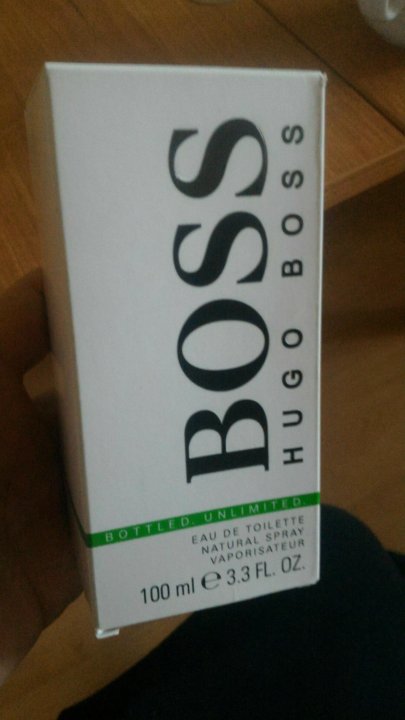 BOSS
HUGO BOSS
BOTTLED. UNLIMITED.
EAU DE TOILETTE
NATURAL SPRAY
VAPORISATEUR
100 ml ℮ 3.3 FL. OZ.